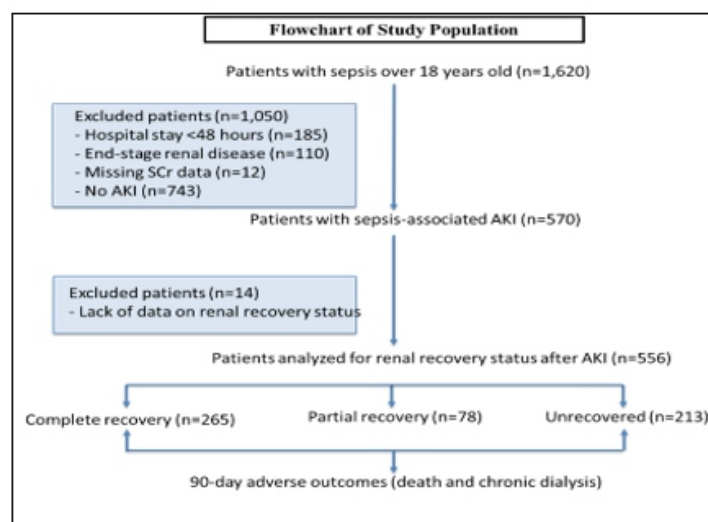 Flowchart of Study Population
Patients with sepsis over 18 years old (n=1,620)
Excluded patients (n=1,050)
- Hospital stay <48 hours (n=185)
- End-stage renal disease (n=110)
- Missing SCr data (n=12)
- No AKI (n=743)
Patients with sepsis-associated AKI (n=570)
Excluded patients (n=14)
- Lack of data on renal recovery status
Patients analyzed for renal recovery status after AKI (n=556)
Complete recovery (n=265)
Partial recovery (n=78)
Unrecovered (n=213)
90-day adverse outcomes (death and chronic dialysis)